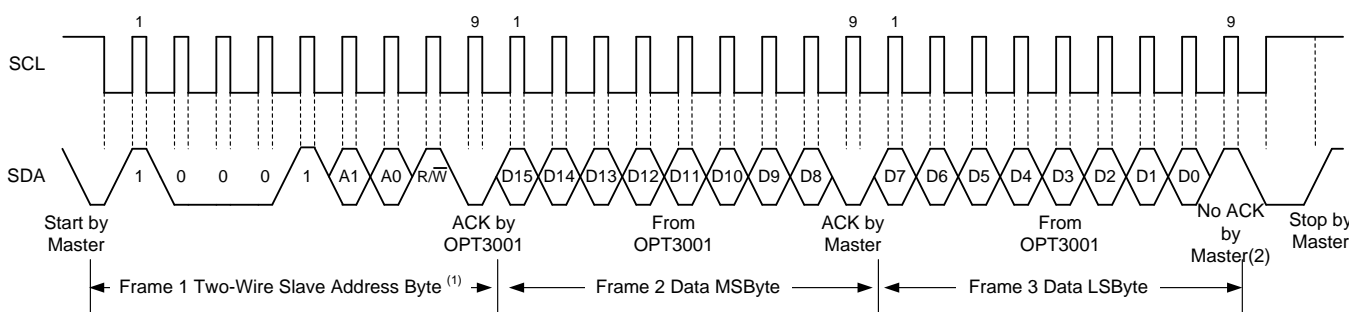 1 9 1 9 1 9
SCL
SDA
1 0 0 0 1 A1 A0 R/W̅ D15 D14 D13 D12 D11 D10 D9 D8 D7 D6 D5 D4 D3 D2 D1 D0
Start by
Master
ACK by
OPT3001
From
OPT3001
ACK by
Master
From
OPT3001
No ACK
by
Master(2)
Stop by
Master
Frame 1 Two-Wire Slave Address Byte (1)
Frame 2 Data MSByte
Frame 3 Data LSByte